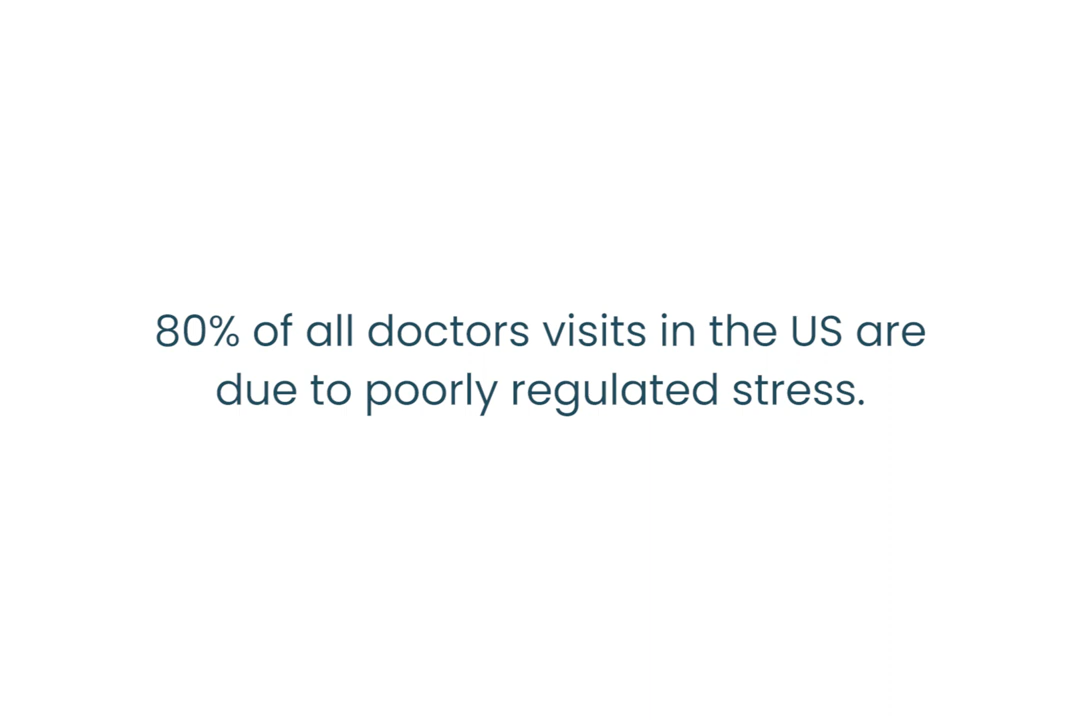 80% of all doctors visits in the US are
due to poorly regulated stress.